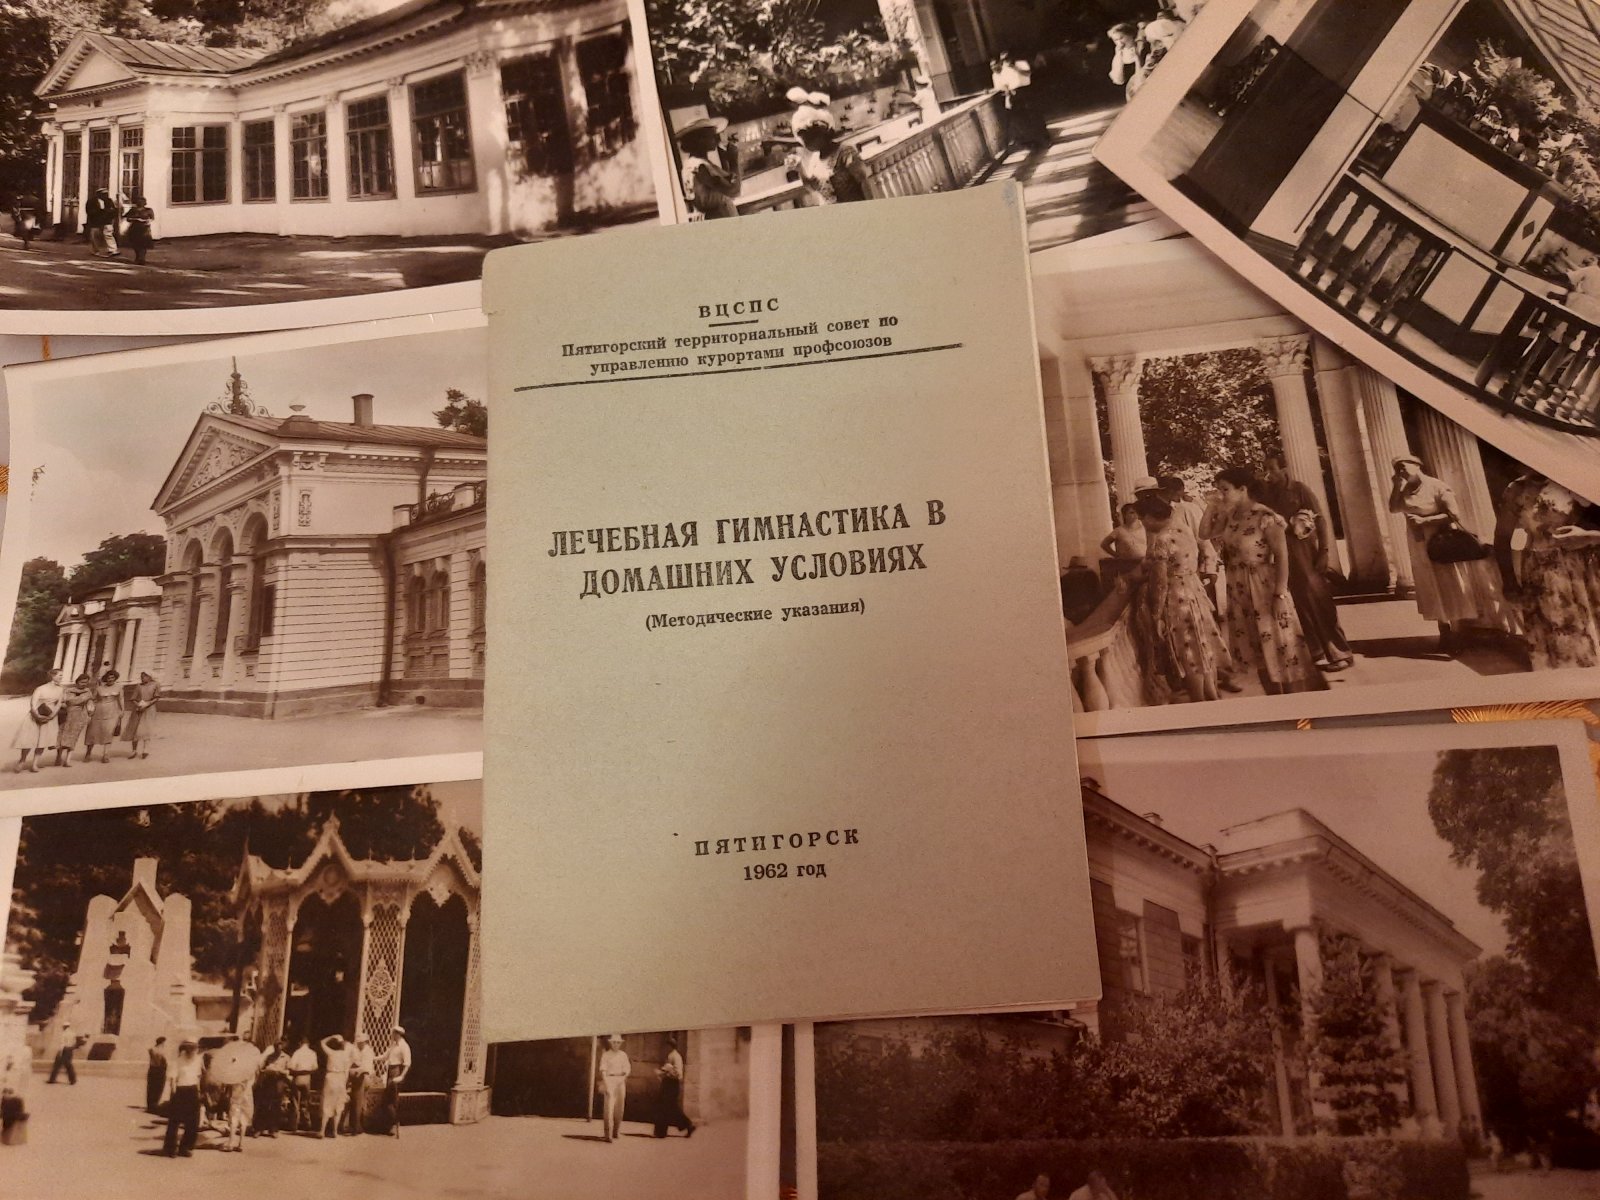 ВЦСПС
Пятигорский территориальный совет по
управлению курортами профсоюзов
ЛЕЧЕБНАЯ ГИМНАСТИКА В
ДОМАШНИХ УСЛОВИЯХ
(Методические указания)
ПЯТИГОРСК
1962 год